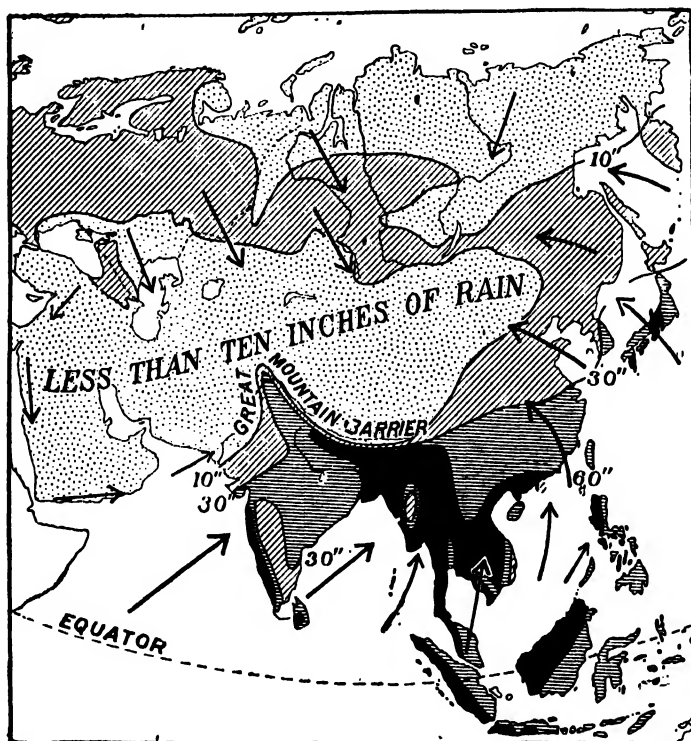 10"
LESS THAN TEN INCHES OF RAIN
GREAT
MOUNTAIN BARRIER
30"
10"
30"
60"
30"
EQUATOR